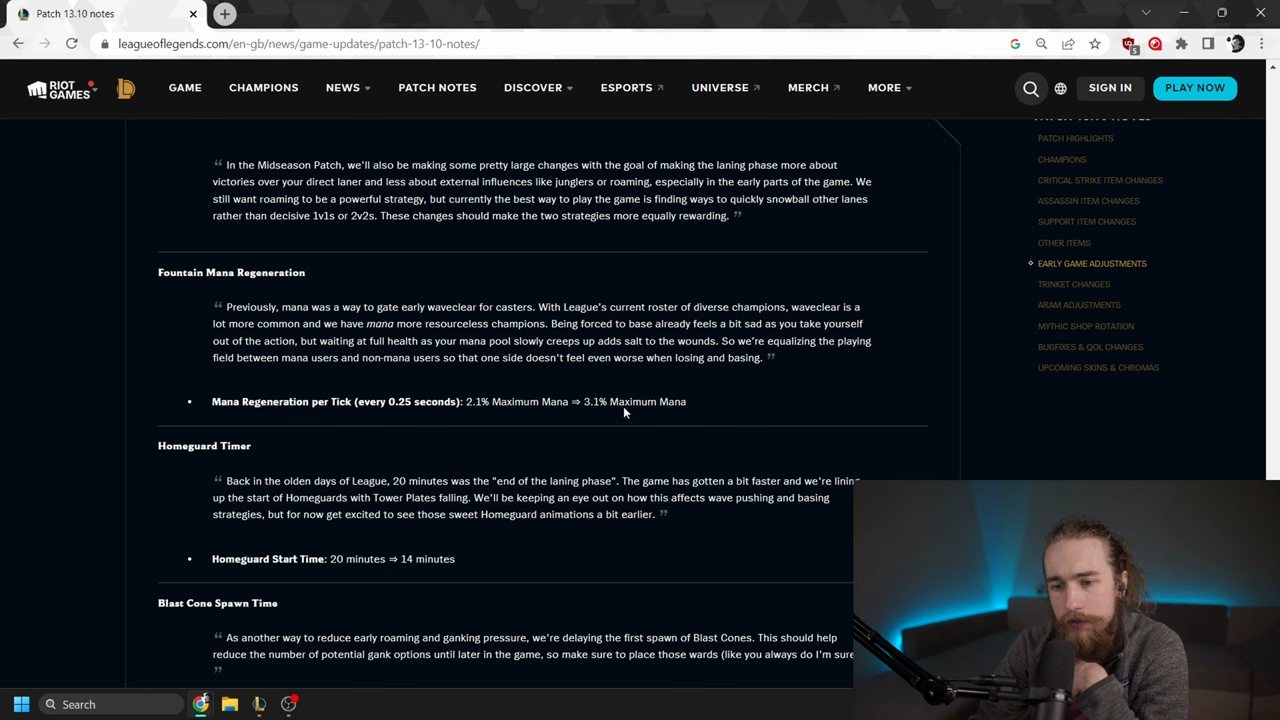 Patch 13.10 notes
leagueoflegends.com/en-gb/news/game-updates/patch-13-10-notes/
5
RIOT GAMES
GAME
CHAMPIONS
NEWS
PATCH NOTES
DISCOVER
ESPORTS
UNIVERSE
MERCH
MORE
SIGN IN
PLAY NOW
“ In the Midseason Patch, we'll also be making some pretty large changes with the goal of making the laning phase more about
victories over your direct laner and less about external influences like junglers or roaming, especially in the early parts of the game. We
still want roaming to be a powerful strategy, but currently the best way to play the game is finding ways to quickly snowball other lanes
rather than decisive 1v1s or 2v2s. These changes should make the two strategies more equally rewarding. ”
Fountain Mana Regeneration
“ Previously, mana was a way to gate early waveclear for casters. With League's current roster of diverse champions, waveclear is a
lot more common and we have mana more resourceless champions. Being forced to base already feels a bit sad as you take yourself
out of the action, but waiting at full health as your mana pool slowly creeps up adds salt to the wounds. So we're equalizing the playing
field between mana users and non-mana users so that one side doesn't feel even worse when losing and basing. ”
• Mana Regeneration per Tick (every 0.25 seconds): 2.1% Maximum Mana ⇒ 3.1% Maximum Mana
Homeguard Timer
“ Back in the olden days of League, 20 minutes was the "end of the laning phase". The game has gotten a bit faster and we're lining
up the start of Homeguards with Tower Plates falling. We'll be keeping an eye out on how this affects wave pushing and basing
strategies, but for now get excited to see those sweet Homeguard animations a bit earlier. ”
• Homeguard Start Time: 20 minutes ⇒ 14 minutes
Blast Cone Spawn Time
“ As another way to reduce early roaming and ganking pressure, we're delaying the first spawn of Blast Cones. This should help
reduce the number of potential gank options until later in the game, so make sure to place those wards (like you always do I'm sure
”
PATCH HIGHLIGHTS
CHAMPIONS
CRITICAL STRIKE ITEM CHANGES
ASSASSIN ITEM CHANGES
SUPPORT ITEM CHANGES
OTHER ITEMS
EARLY GAME ADJUSTMENTS
TRINKET CHANGES
ARAM ADJUSTMENTS
MYTHIC SHOP ROTATION
BUGFIXES & QOL CHANGES
UPCOMING SKINS & CHROMAS
Search